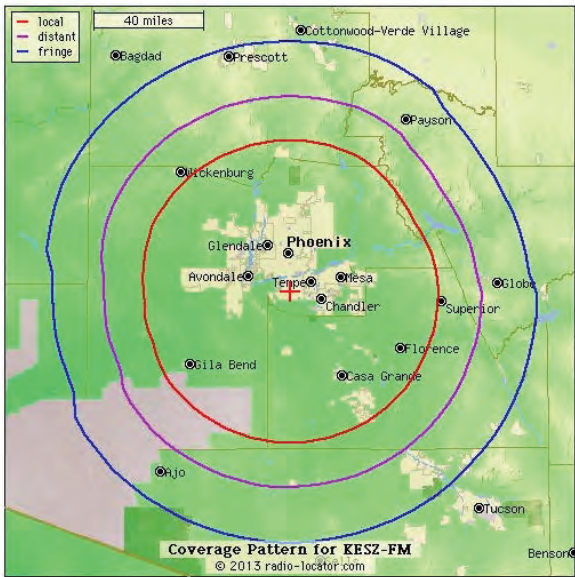 local
distant
fringe
40 miles
Cottonwood-Verde Village
Bagdad
Prescott
Payson
Wickenburg
Glendale
Phoenix
Avondale
Tempe
Mesa
Chandler
Globe
Superior
Florence
Gila Bend
Casa Grande
Ajo
Tucson
Benson
Coverage Pattern for KESZ-FM
© 2013 radio-locator.com